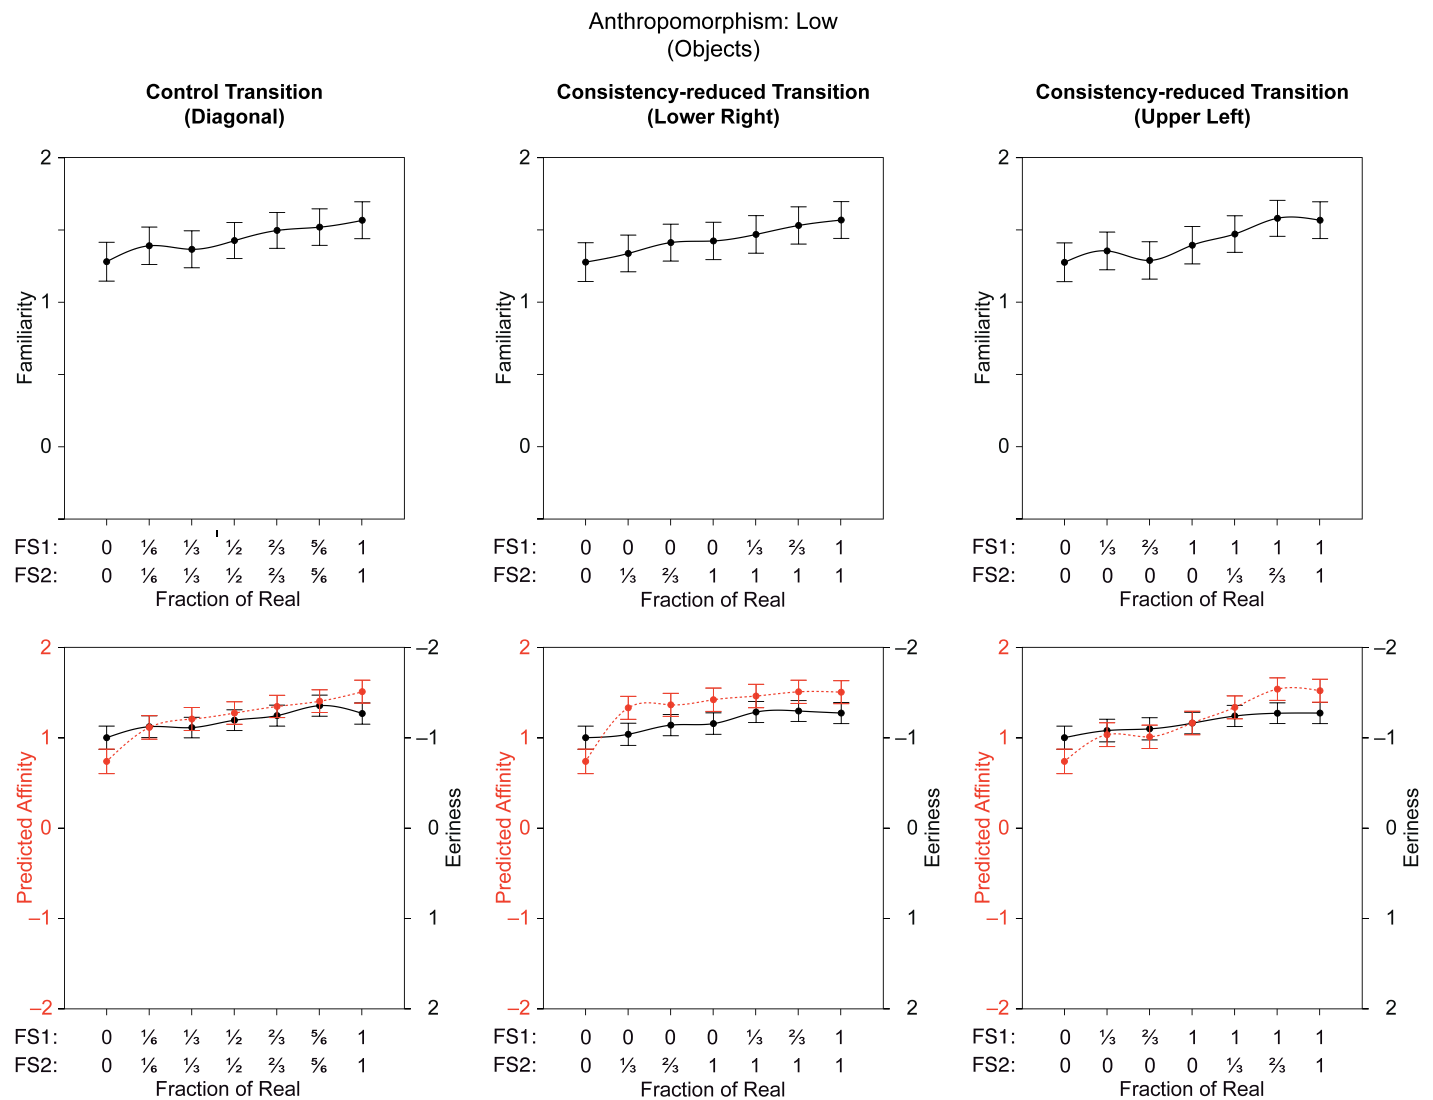 Anthropomorphism: Low
(Objects)
Control Transition
(Diagonal)
Consistency-reduced Transition
(Lower Right)
Consistency-reduced Transition
(Upper Left)
2
1
0
Familiarity
FS1: 0 ⅙ ⅓ ½ ⅔ ⅚ 1
FS2: 0 ⅙ ⅓ ½ ⅔ ⅚ 1
Fraction of Real
2
1
0
Familiarity
FS1: 0 0 0 0 ⅓ ⅔ 1
FS2: 0 ⅓ ⅔ 1 1 1 1
Fraction of Real
2
1
0
Familiarity
FS1: 0 ⅓ ⅔ 1 1 1 1
FS2: 0 0 0 0 ⅓ ⅔ 1
Fraction of Real
2
1
0
–1
–2
Predicted Affinity
–2
–1
0
1
2
Eeriness
FS1: 0 ⅙ ⅓ ½ ⅔ ⅚ 1
FS2: 0 ⅙ ⅓ ½ ⅔ ⅚ 1
Fraction of Real
2
1
0
–1
–2
Predicted Affinity
–2
–1
0
1
2
Eeriness
FS1: 0 0 0 0 ⅓ ⅔ 1
FS2: 0 ⅓ ⅔ 1 1 1 1
Fraction of Real
2
1
0
–1
–2
Predicted Affinity
–2
–1
0
1
2
Eeriness
FS1: 0 ⅓ ⅔ 1 1 1 1
FS2: 0 0 0 0 ⅓ ⅔ 1
Fraction of Real